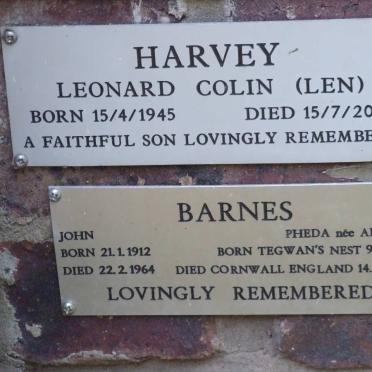 HARVEY
LEONARD COLIN (LEN)
BORN 15/4/1945 DIED 15/7/20
A FAITHFUL SON LOVINGLY REMEMBE
BARNES
JOHN PHEDA née
BORN 21.1.1912 BORN TEGWAN'S NEST 9
DIED 22.2.1964 DIED CORNWALL ENGLAND 14.
LOVINGLY REMEMBERED